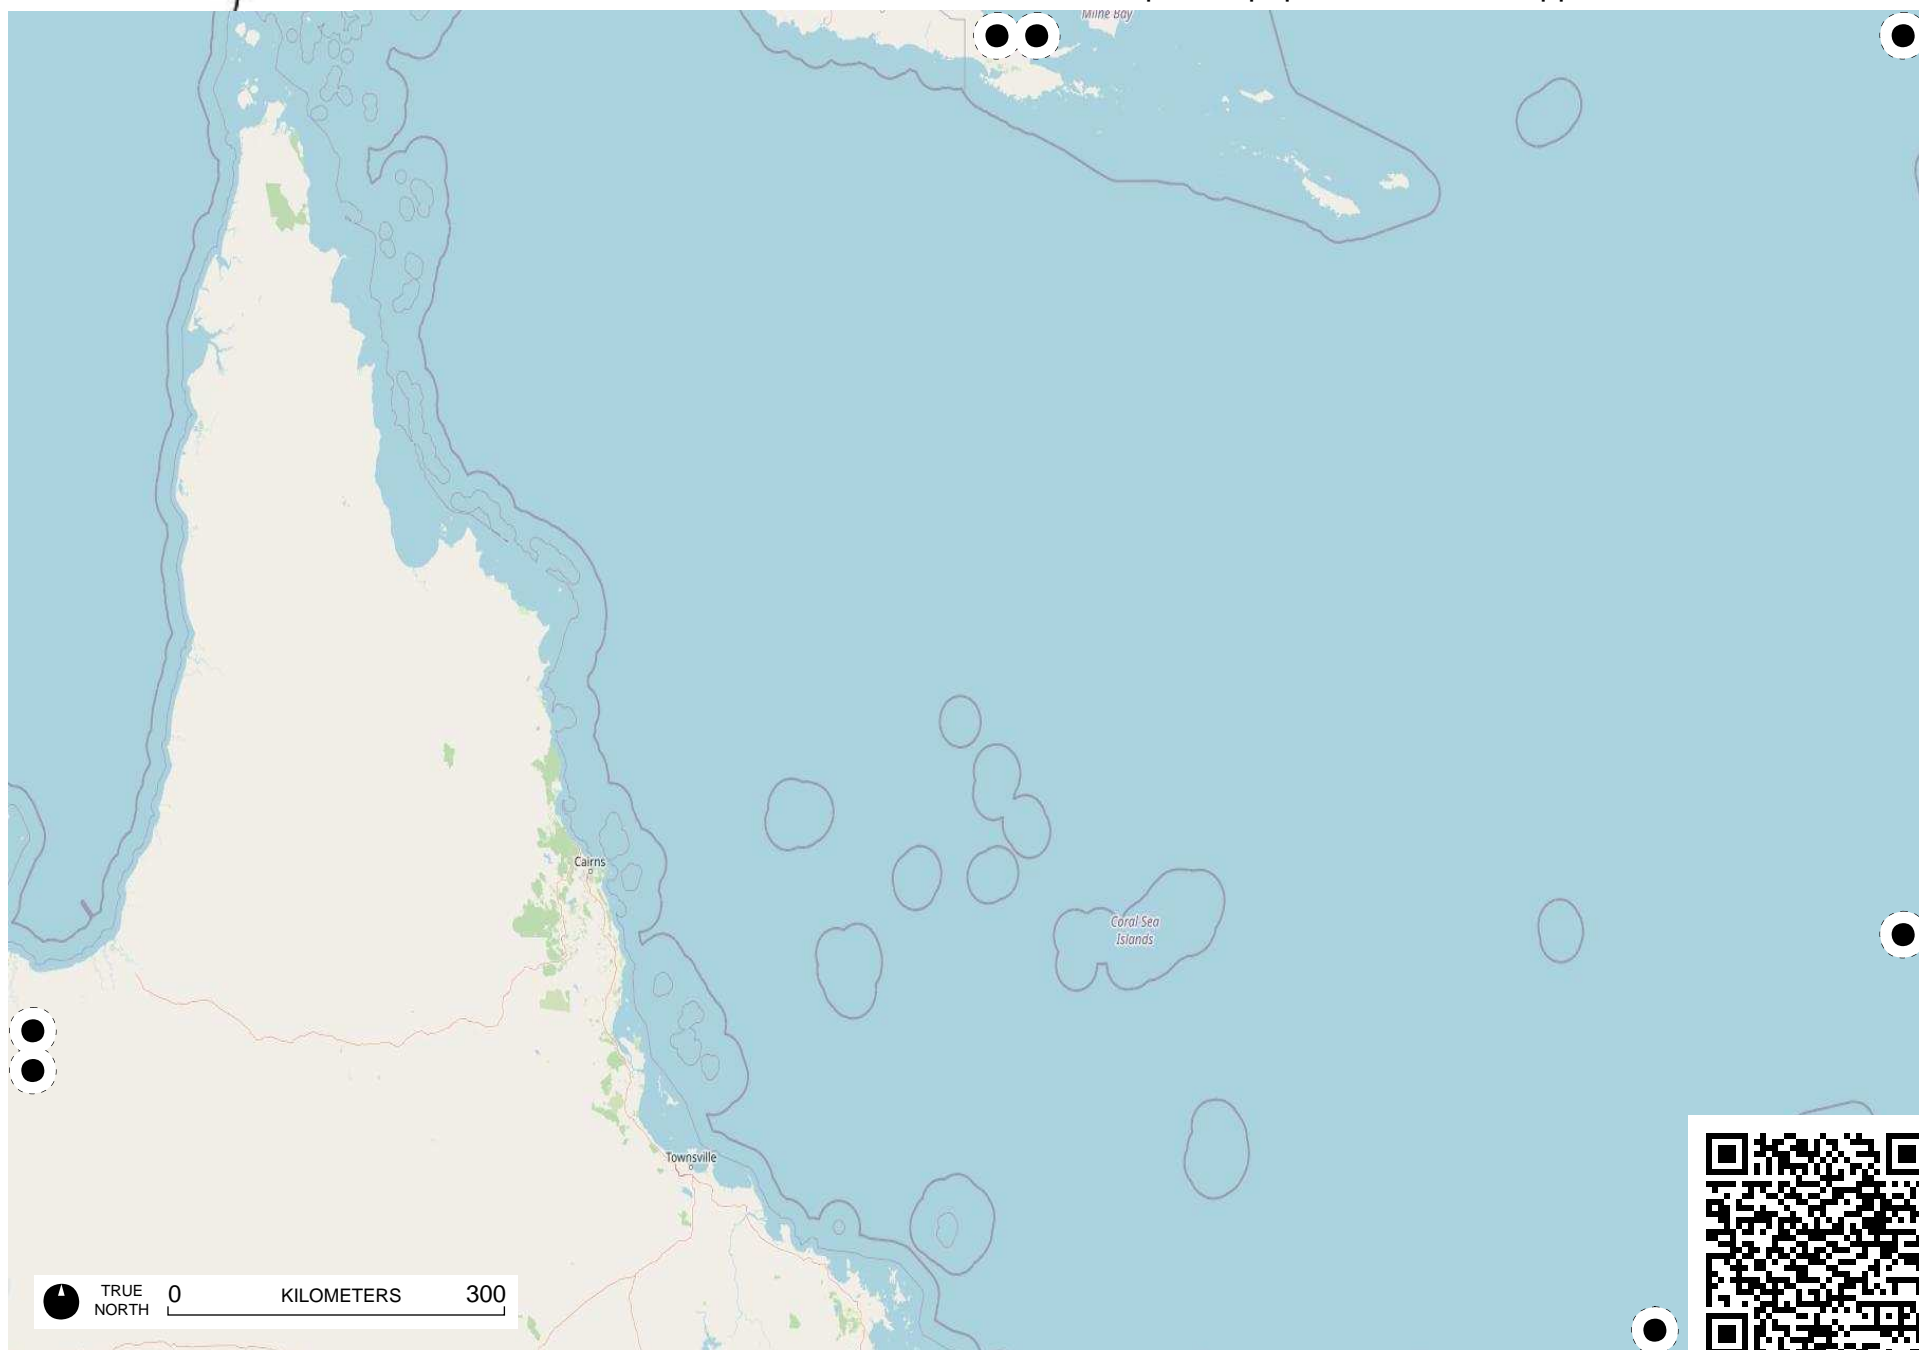 Milne Bay
Cairns
Coral Sea
Islands
Townsville
TRUE
NORTH
0 KILOMETERS 300